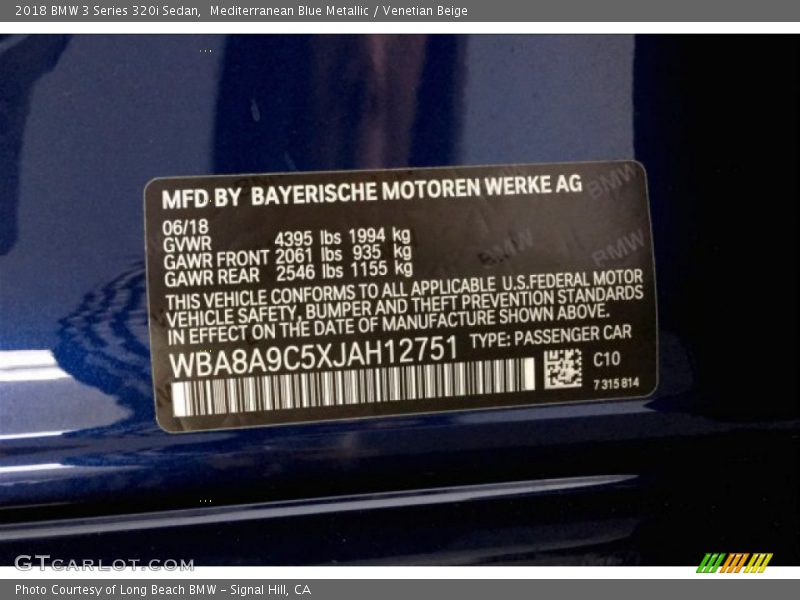 2018 BMW 3 Series 320i Sedan, Mediterranean Blue Metallic / Venetian Beige
MFD BY BAYERISCHE MOTOREN WERKE AG
BMW
06/18
GVWR 4395 lbs 1994 kg
GAWR FRONT 2061 lbs 935 kg
BMW BMW
GAWR REAR 2546 lbs 1155 kg
THIS VEHICLE CONFORMS TO ALL APPLICABLE U.S.FEDERAL MOTOR
VEHICLE SAFETY, BUMPER AND THEFT PREVENTION STANDARDS
IN EFFECT ON THE DATE OF MANUFACTURE SHOWN ABOVE.
WBA8A9C5XJAH12751 TYPE: PASSENGER CAR
C10
7 315 814
GTCARLOT.COM
Photo Courtesy of Long Beach BMW - Signal Hill, CA